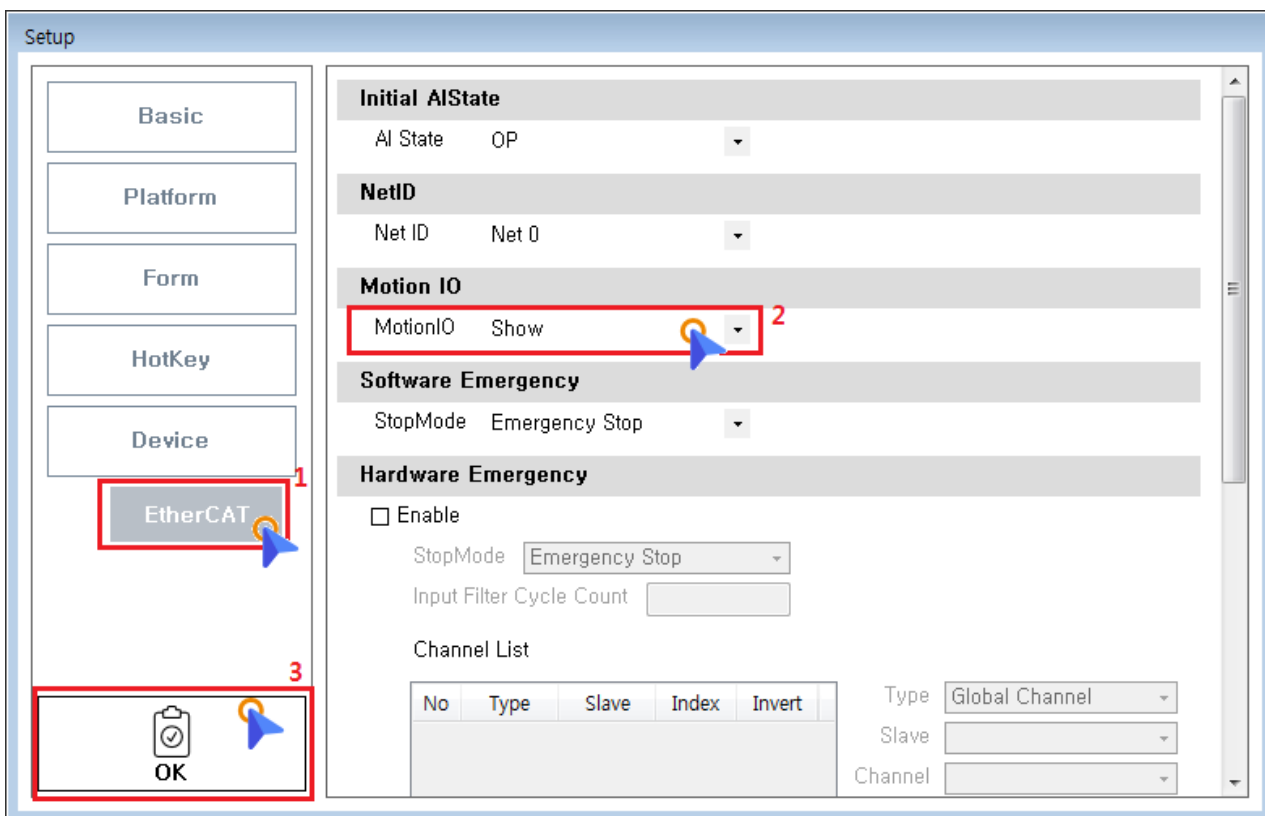 Setup
Basic
Platform
Form
HotKey
Device
1
EtherCAT
3
OK
Initial AlState
Al State OP
NetID
Net ID Net 0
Motion IO
MotionIO Show
2
Software Emergency
StopMode Emergency Stop
Hardware Emergency
Enable
StopMode Emergency Stop
Input Filter Cycle Count
Channel List
No Type Slave Index Invert
Type Global Channel
Slave
Channel